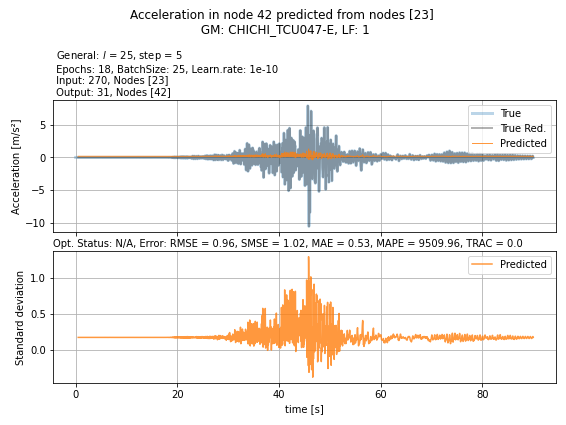 Acceleration in node 42 predicted from nodes [23]
GM: CHICHI_TCU047-E, LF: 1
General: l = 25, step = 5
Epochs: 18, BatchSize: 25, Learn.rate: 1e-10
Input: 270, Nodes [23]
Output: 31, Nodes [42]
Acceleration [m/s²]
5
0
−5
−10
True
True Red.
Predicted
Opt. Status: N/A, Error: RMSE = 0.96, SMSE = 1.02, MAE = 0.53, MAPE = 9509.96, TRAC = 0.0
Standard deviation
1.0
0.5
0.0
Predicted
0 20 40 60 80
time [s]